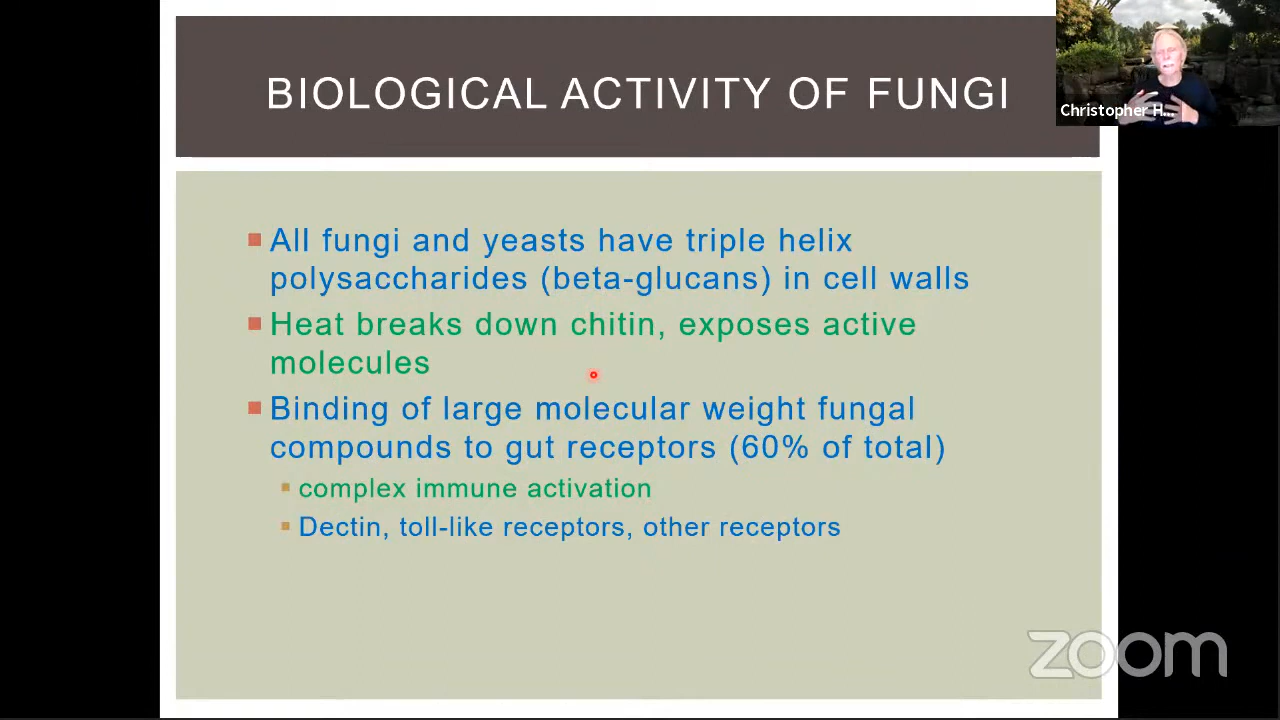 BIOLOGICAL ACTIVITY OF FUNGI
Christopher H...
All fungi and yeasts have triple helix
polysaccharides (beta-glucans) in cell walls
Heat breaks down chitin, exposes active
molecules
Binding of large molecular weight fungal
compounds to gut receptors (60% of total)
complex immune activation
Dectin, toll-like receptors, other receptors
zoom